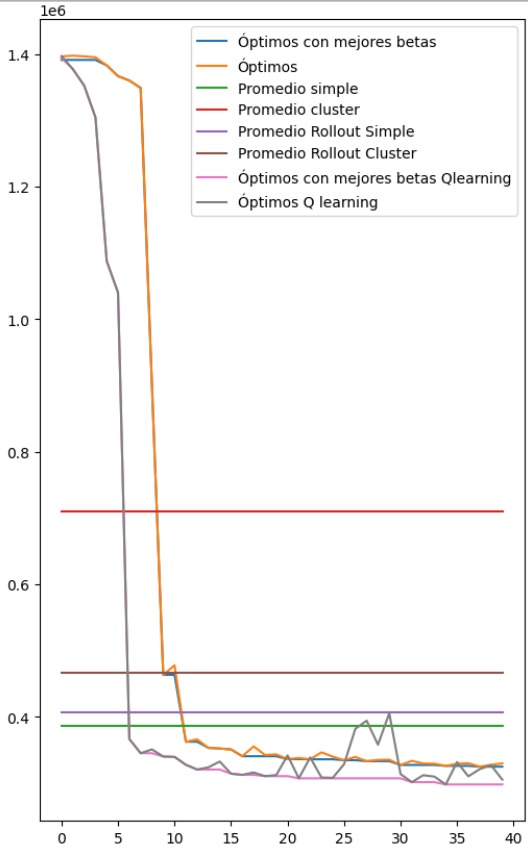 1e6
1.4
1.2
1.0
0.8
0.6
0.4
Óptimos con mejores betas
Óptimos
Promedio simple
Promedio cluster
Promedio Rollout Simple
Promedio Rollout Cluster
Óptimos con mejores betas Qlearning
Óptimos Q learning
0 5 10 15 20 25 30 35 40